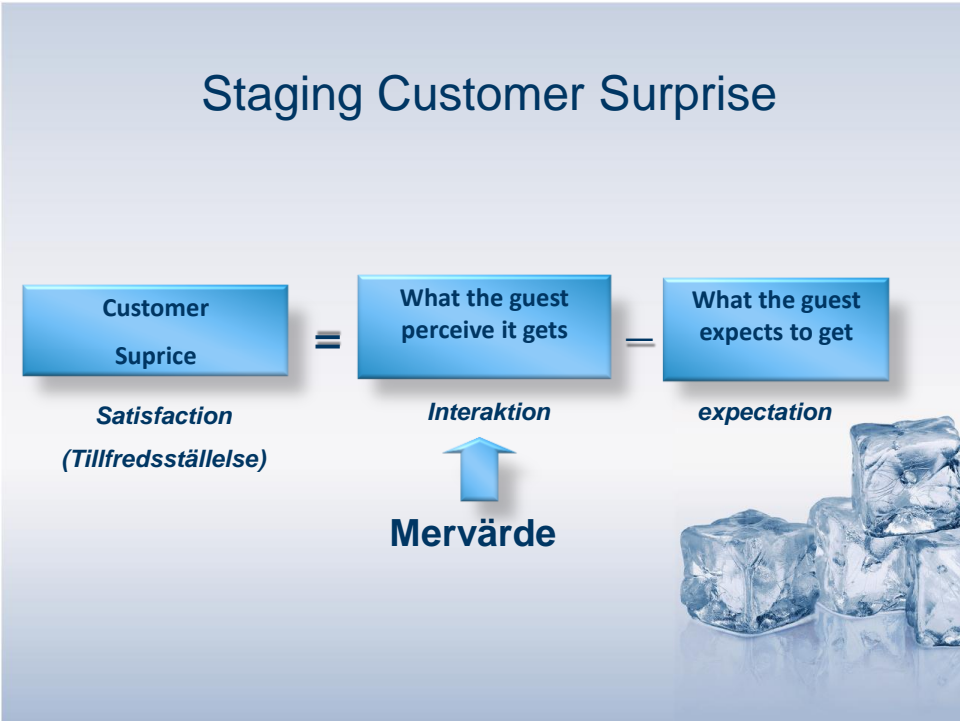 Staging Customer Surprise
Customer
Suprice
=
What the guest
perceive it gets
–
What the guest
expects to get
Satisfaction
(Tillfredsställelse)
Interaktion
expectation
Mervärde